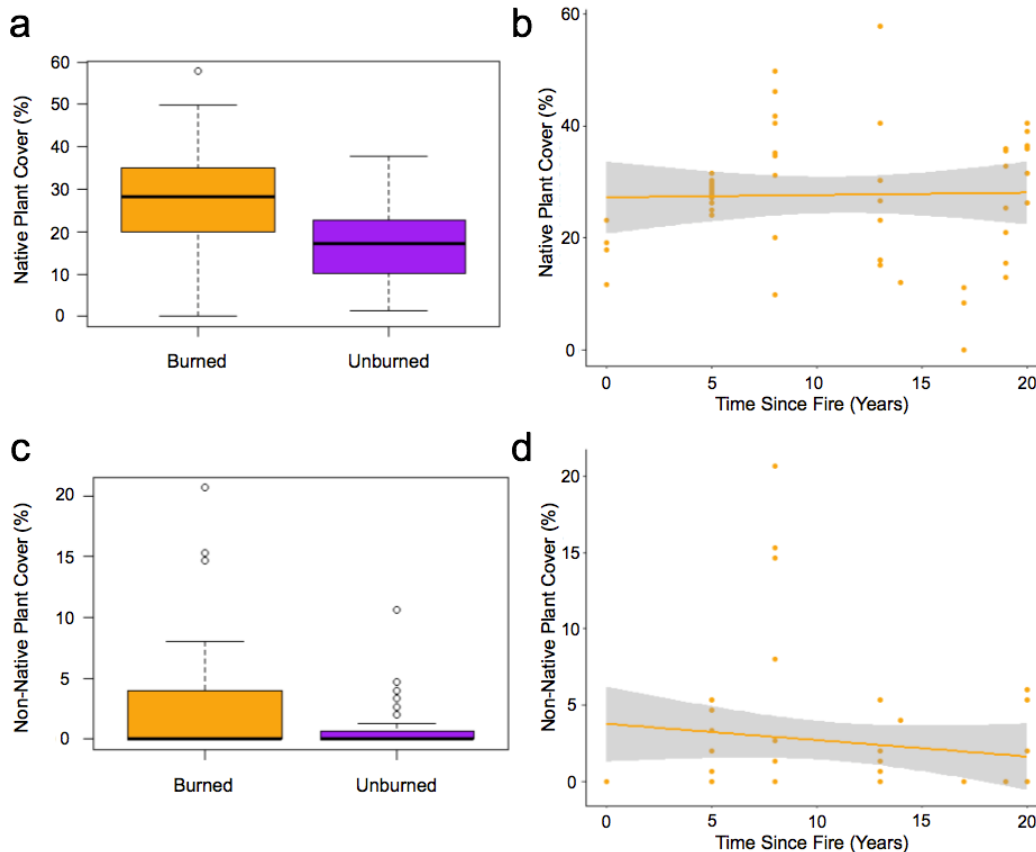 a
Native Plant Cover (%)
60
50
40
30
20
10
0
Burned
Unburned
b
Native Plant Cover (%)
60
40
20
0
0
5
10
15
20
Time Since Fire (Years)
c
Non-Native Plant Cover (%)
20
15
10
5
0
Burned
Unburned
d
Non-Native Plant Cover (%)
20
15
10
5
0
0
5
10
15
20
Time Since Fire (Years)